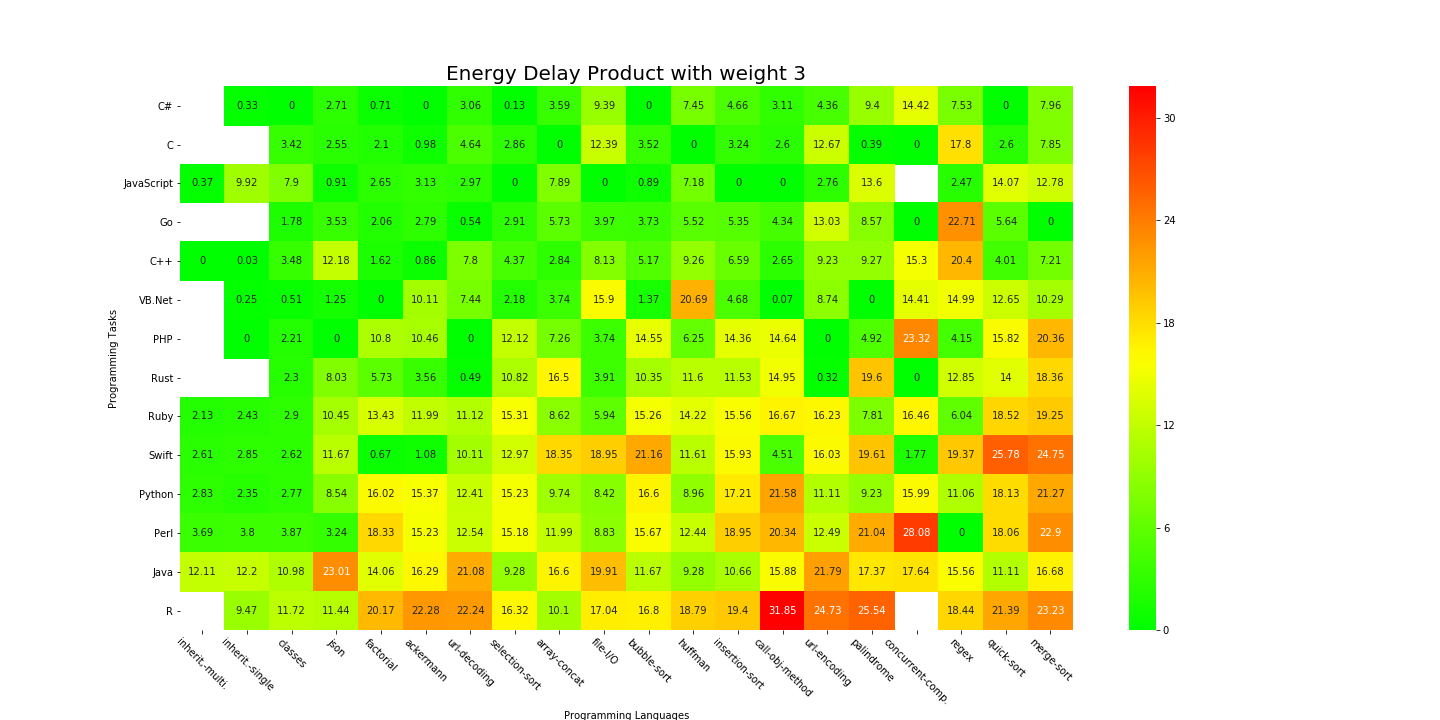 Energy Delay Product with weight 3
C# 0.33 0 2.71 0.71 0 3.06 0.13 3.59 9.39 0 7.45 4.66 3.11 4.36 9.4 14.42 7.53 0 7.96
C 3.42 2.55 2.1 0.98 4.64 2.86 0 12.39 3.52 0 3.24 2.6 12.67 0.39 0 17.8 2.6 7.85
JavaScript 0.37 9.92 7.9 0.91 2.65 3.13 2.97 0 7.89 0 0.89 7.18 0 0 2.76 13.6 2.47 14.07 12.78
Go 1.78 3.53 2.06 2.79 0.54 2.91 5.73 3.97 3.73 5.52 5.35 4.34 13.03 8.57 0 22.71 5.64 0
C++ 0 0.03 3.48 12.18 1.62 0.86 7.8 4.37 2.84 8.13 5.17 9.26 6.59 2.65 9.23 9.27 15.3 20.4 4.01 7.21
VB.Net 0.25 0.51 1.25 0 10.11 7.44 2.18 3.74 15.9 1.37 20.69 4.68 0.07 8.74 0 14.41 14.99 12.65 10.29
PHP 0 2.21 0 10.8 10.46 0 12.12 7.26 3.74 14.55 6.25 14.36 14.64 0 4.92 23.32 4.15 15.82 20.36
Rust 2.3 8.03 5.73 3.56 0.49 10.82 16.5 3.91 10.35 11.6 11.53 14.95 0.32 19.6 0 12.85 14 18.36
Ruby 2.13 2.43 2.9 10.45 13.43 11.99 11.12 15.31 8.62 5.94 15.26 14.22 15.56 16.67 16.23 7.81 16.46 6.04 18.52 19.25
Swift 2.61 2.85 2.62 11.67 0.67 1.08 10.11 12.97 18.35 18.95 21.16 11.61 15.93 4.51 16.03 19.61 1.77 19.37 25.78 24.75
Python 2.83 2.35 2.77 8.54 16.02 15.37 12.41 15.23 9.74 8.42 16.6 8.96 17.21 21.58 11.11 9.23 15.99 11.06 18.13 21.27
Perl 3.69 3.8 3.87 3.24 18.33 15.23 12.54 15.18 11.99 8.83 15.67 12.44 18.95 20.34 12.49 21.04 28.08 0 18.06 22.9
Java 12.11 12.2 10.98 23.01 14.06 16.29 21.08 9.28 16.6 19.91 11.67 9.28 10.66 15.88 21.79 17.37 17.64 15.56 11.11 16.68
R 9.47 11.72 11.44 20.17 22.28 22.24 16.32 10.1 17.04 16.8 18.79 19.4 31.85 24.73 25.54 18.44 21.39 23.23
inherit.-multi. inherit.-single classes json factorial ackermann url-decoding selection-sort array-concat file-I/O bubble-sort huffman insertion-sort call-obj-method url-encoding palindrome concurrent-comp. regex quick-sort merge-sort
Programming Languages
Programming Tasks
30
24
18
12
6
0